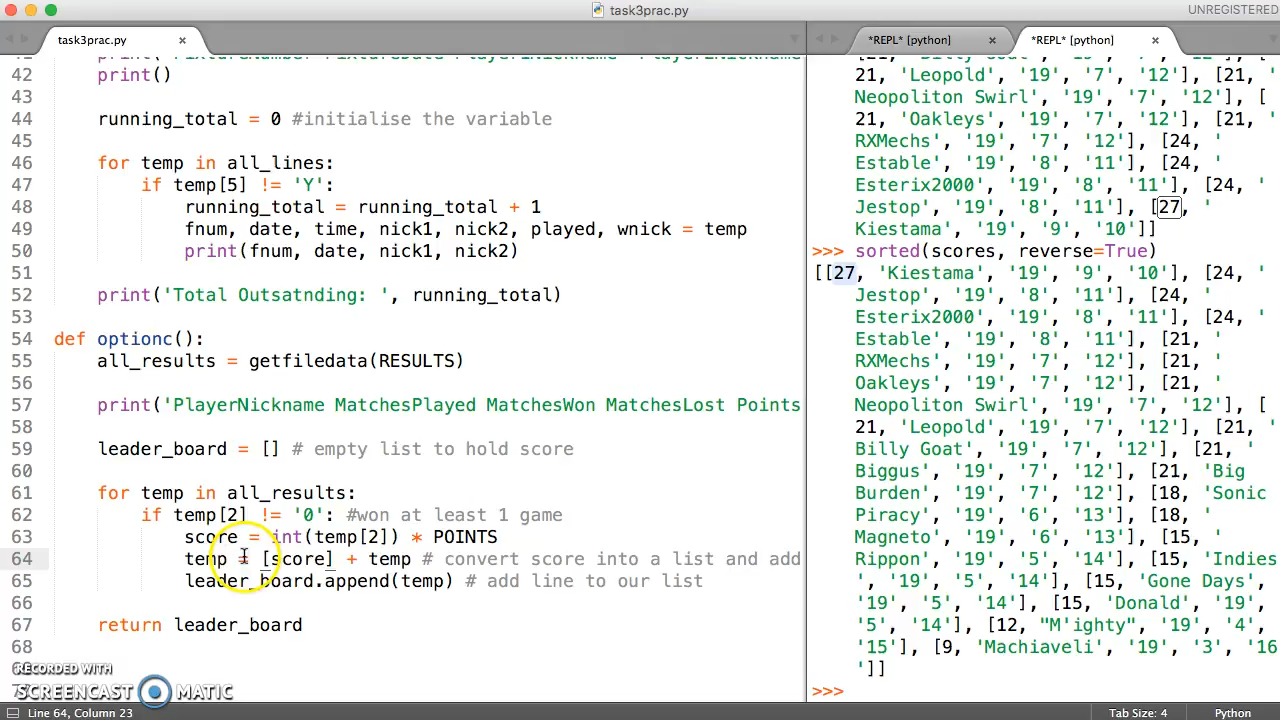 task3prac.py
UNREGISTERED
task3prac.py ×
*REPL* [python] × *REPL* [python] ×
42 print()
43
44 running_total = 0 #initialise the variable
45
46 for temp in all_lines:
47 if temp[5] != 'Y':
48 running_total = running_total + 1
49 fnum, date, time, nick1, nick2, played, wnick = temp
50 print(fnum, date, nick1, nick2)
51
52 print('Total Outsatnding: ', running_total)
53
54 def optionc():
55 all_results = getfiledata(RESULTS)
56
57 print('PlayerNickname MatchesPlayed MatchesWon MatchesLost Points
58
59 leader_board = [] # empty list to hold score
60
61 for temp in all_results:
62 if temp[2] != '0': #won at least 1 game
63 score = int(temp[2]) * POINTS
64 temp = [score] + temp # convert score into a list and add
65 leader_board.append(temp) # add line to our list
66
67 return leader_board
68
RECORDED WITH
SCREENCAST MATIC
Line 64, Column 23
21, 'Leopold', '19', '7', '12'], [21, '
Neopoliton Swirl', '19', '7', '12'], [
21, 'Oakleys', '19', '7', '12'], [21, '
RXMechs', '19', '7', '12'], [24, '
Estable', '19', '8', '11'], [24, '
Esterix2000', '19', '8', '11'], [24, '
Jestop', '19', '8', '11'], [27, '
Kiestama', '19', '9', '10']]
>>> sorted(scores, reverse=True)
[[27, 'Kiestama', '19', '9', '10'], [24, '
Jestop', '19', '8', '11'], [24, '
Esterix2000', '19', '8', '11'], [24, '
Estable', '19', '8', '11'], [21, '
RXMechs', '19', '7', '12'], [21, '
Oakleys', '19', '7', '12'], [21, '
Neopoliton Swirl', '19', '7', '12'], [
21, 'Leopold', '19', '7', '12'], [21, '
Billy Goat', '19', '7', '12'], [21, '
Biggus', '19', '7', '12'], [21, 'Big
Burden', '19', '7', '12'], [18, 'Sonic
Piracy', '19', '6', '13'], [18, '
Magneto', '19', '6', '13'], [15, '
Rippon', '19', '5', '14'], [15, 'Indies
', '19', '5', '14'], [15, 'Gone Days',
'19', '5', '14'], [15, 'Donald', '19',
'5', '14'], [12, "M'ighty", '19', '4',
'15'], [9, 'Machiaveli', '19', '3', '16
']]
>>>
Tab Size: 4 Python